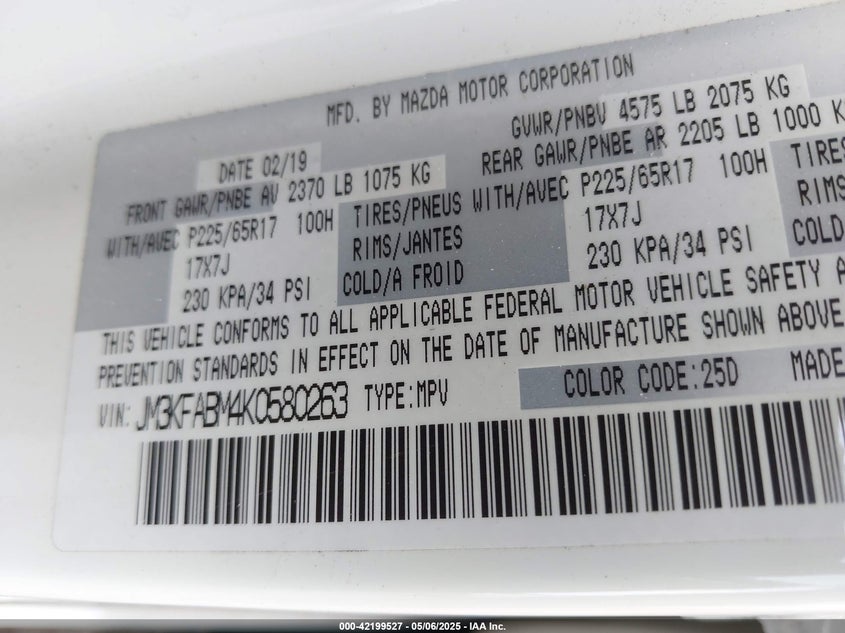 MFD. BY MAZDA MOTOR CORPORATION
DATE 02/19
GVWR/PNBV 4575 LB 2075 KG
FRONT GAWR/PNBE AV 2370 LB 1075 KG
REAR GAWR/PNBE AR 2205 LB 1000 K
WITH/AVEC P225/65R17 100H TIRES/PNEUS WITH/AVEC P225/65R17 100H TIRES
17X7J RIMS/JANTES 17X7J RIMS
230 KPA/34 PSI COLD/A FROID 230 KPA/34 PSI COLD
THIS VEHICLE CONFORMS TO ALL APPLICABLE FEDERAL MOTOR VEHICLE SAFETY A
PREVENTION STANDARDS IN EFFECT ON THE DATE OF MANUFACTURE SHOWN ABOVE
VIN: JM3KFABM4K0580263 TYPE:MPV COLOR CODE:25D MADE
000-42199527 - 05/06/2025 - IAA Inc.